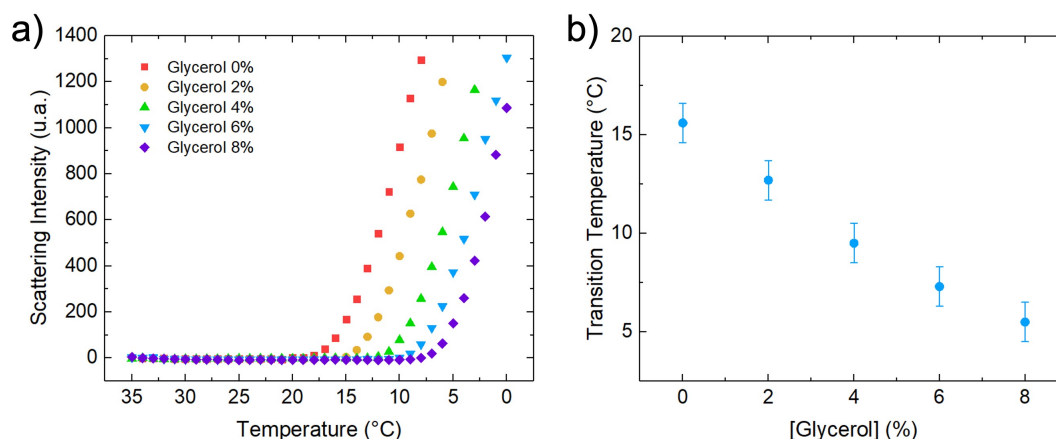 a)
1400
1200
1000
800
600
400
200
0
Scattering Intensity (u.a.)
Glycerol 0%
Glycerol 2%
Glycerol 4%
Glycerol 6%
Glycerol 8%
35 30 25 20 15 10 5 0
Temperature (°C)
b)
20
15
10
5
Transition Temperature (°C)
0 2 4 6 8
[Glycerol] (%)